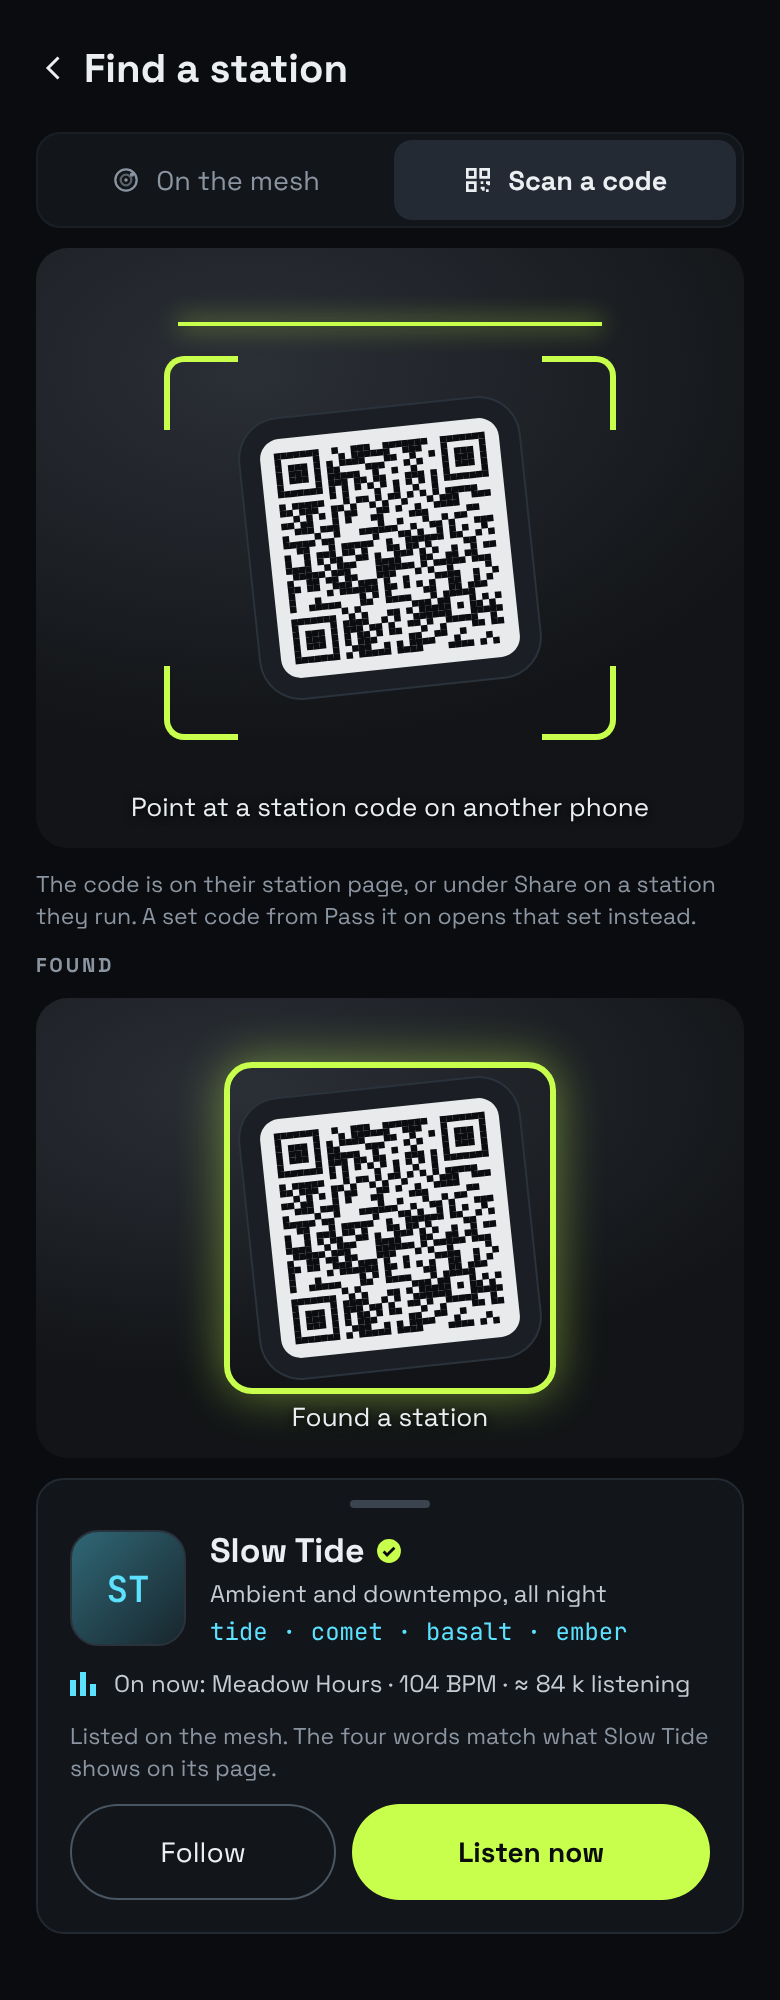 Find a station
On the mesh
Scan a code
Point at a station code on another phone
The code is on their station page, or under Share on a station
they run. A set code from Pass it on opens that set instead.
FOUND
Found a station
ST
Slow Tide
Ambient and downtempo, all night
tide · comet · basalt · ember
On now: Meadow Hours · 104 BPM · ≈ 84 k listening
Listed on the mesh. The four words match what Slow Tide
shows on its page.
Follow
Listen now